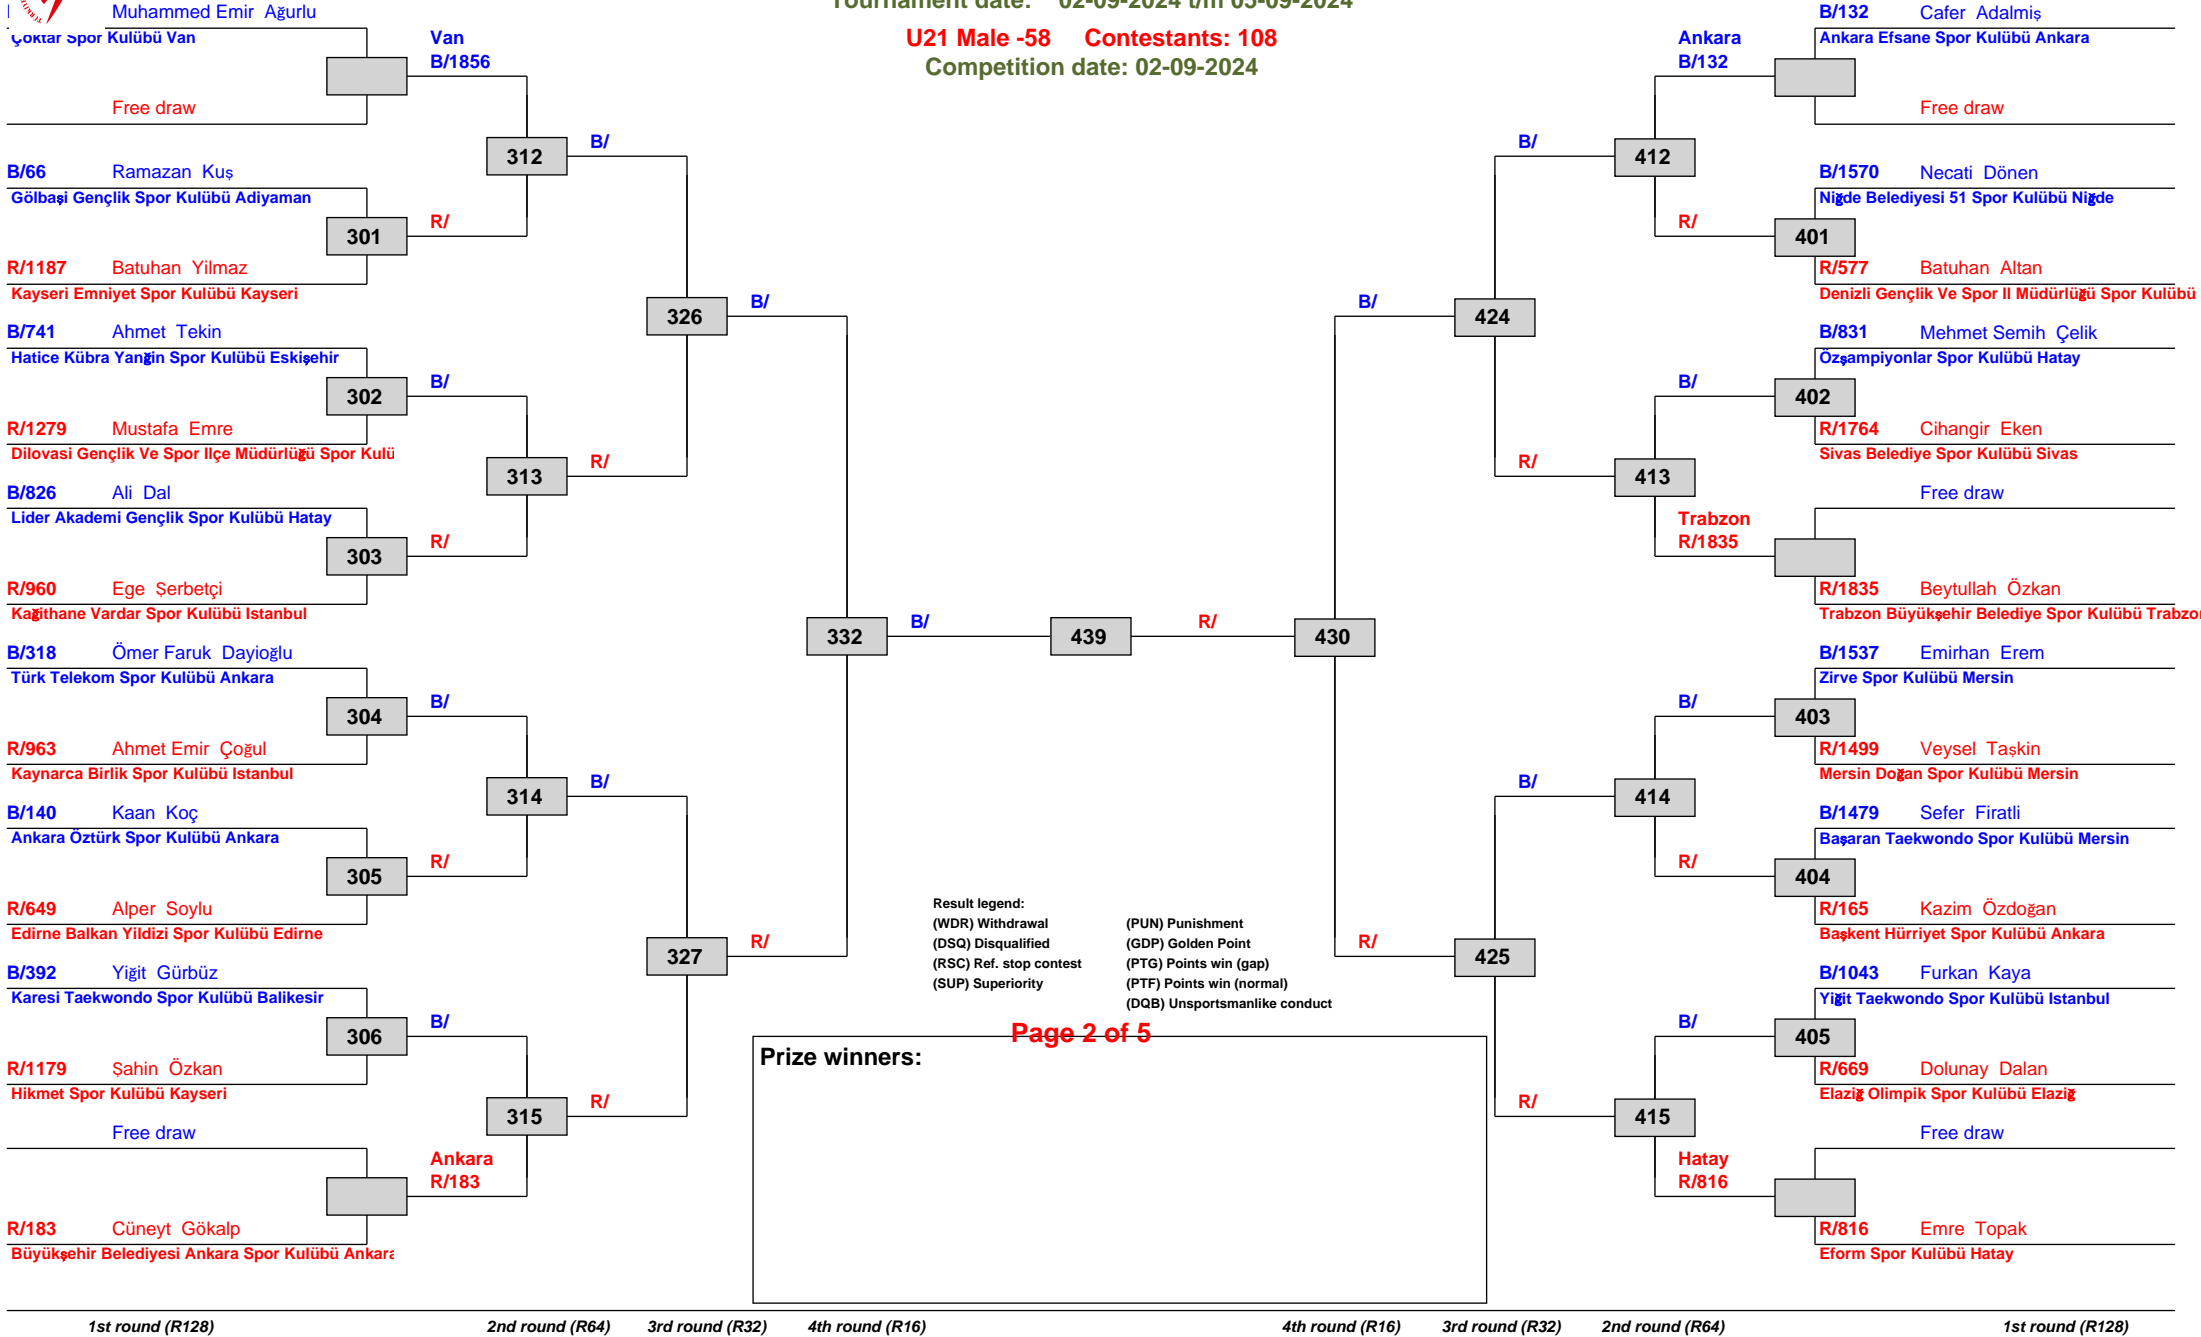 Tournament date: 02-09-2024 t/m 05-09-2024
U21 Male -58 Contestants: 108
Competition date: 02-09-2024
Muhammed Emir Ağurlu
Çoktar Spor Kulübü Van
Free draw
Van
B/1856
B/66 Ramazan Kuş
Gölbaşi Gençlik Spor Kulübü Adiyaman
301
R/1187 Batuhan Yilmaz
Kayseri Emniyet Spor Kulübü Kayseri
B/741 Ahmet Tekin
Hatice Kübra Yanğin Spor Kulübü Eskişehir
302
R/1279 Mustafa Emre
Dilovasi Gençlik Ve Spor Ilçe Müdürlüğü Spor Kulü
B/826 Ali Dal
Lider Akademi Gençlik Spor Kulübü Hatay
303
R/960 Ege Şerbetçi
Kağithane Vardar Spor Kulübü Istanbul
B/318 Ömer Faruk Dayioğlu
Türk Telekom Spor Kulübü Ankara
304
R/963 Ahmet Emir Çoğul
Kaynarca Birlik Spor Kulübü Istanbul
B/140 Kaan Koç
Ankara Öztürk Spor Kulübü Ankara
305
R/649 Alper Soylu
Edirne Balkan Yildizi Spor Kulübü Edirne
B/392 Yiğit Gürbüz
Karesi Taekwondo Spor Kulübü Balikesir
306
R/1179 Şahin Özkan
Hikmet Spor Kulübü Kayseri
Free draw
Ankara
R/183
R/183 Cüneyt Gökalp
Büyükşehir Belediyesi Ankara Spor Kulübü Ankara
R/
B/
R/
B/
R/
B/
312
313
314
315
B/
R/
B/
R/
326
327
B/
R/
332
B/
439
R/
430
B/
R/
424
425
B/
R/
B/
R/
412
413
414
415
Ankara
B/132
R/
B/
Trabzon
R/1835
B/
R/
B/
Hatay
R/816
B/132 Cafer Adalmiş
Ankara Efsane Spor Kulübü Ankara
Free draw
B/1570 Necati Dönen
Niğde Belediyesi 51 Spor Kulübü Niğde
401
R/577 Batuhan Altan
Denizli Gençlik Ve Spor Il Müdürlüğü Spor Kulübü
B/831 Mehmet Semih Çelik
Özşampiyonlar Spor Kulübü Hatay
402
R/1764 Cihangir Eken
Sivas Belediye Spor Kulübü Sivas
Free draw
R/1835 Beytullah Özkan
Trabzon Büyükşehir Belediye Spor Kulübü Trabzon
B/1537 Emirhan Erem
Zirve Spor Kulübü Mersin
403
R/1499 Veysel Taşkin
Mersin Doğan Spor Kulübü Mersin
B/1479 Sefer Firatli
Başaran Taekwondo Spor Kulübü Mersin
404
R/165 Kazim Özdoğan
Başkent Hürriyet Spor Kulübü Ankara
B/1043 Furkan Kaya
Yiğit Taekwondo Spor Kulübü Istanbul
405
R/669 Dolunay Dalan
Elaziğ Olimpik Spor Kulübü Elaziğ
Free draw
R/816 Emre Topak
Eform Spor Kulübü Hatay
Result legend:
(WDR) Withdrawal (PUN) Punishment
(DSQ) Disqualified (GDP) Golden Point
(RSC) Ref. stop contest (PTG) Points win (gap)
(SUP) Superiority (PTF) Points win (normal)
(DQB) Unsportsmanlike conduct
Page 2 of 5
Prize winners:
1st round (R128) 2nd round (R64) 3rd round (R32) 4th round (R16) 4th round (R16) 3rd round (R32) 2nd round (R64) 1st round (R128)